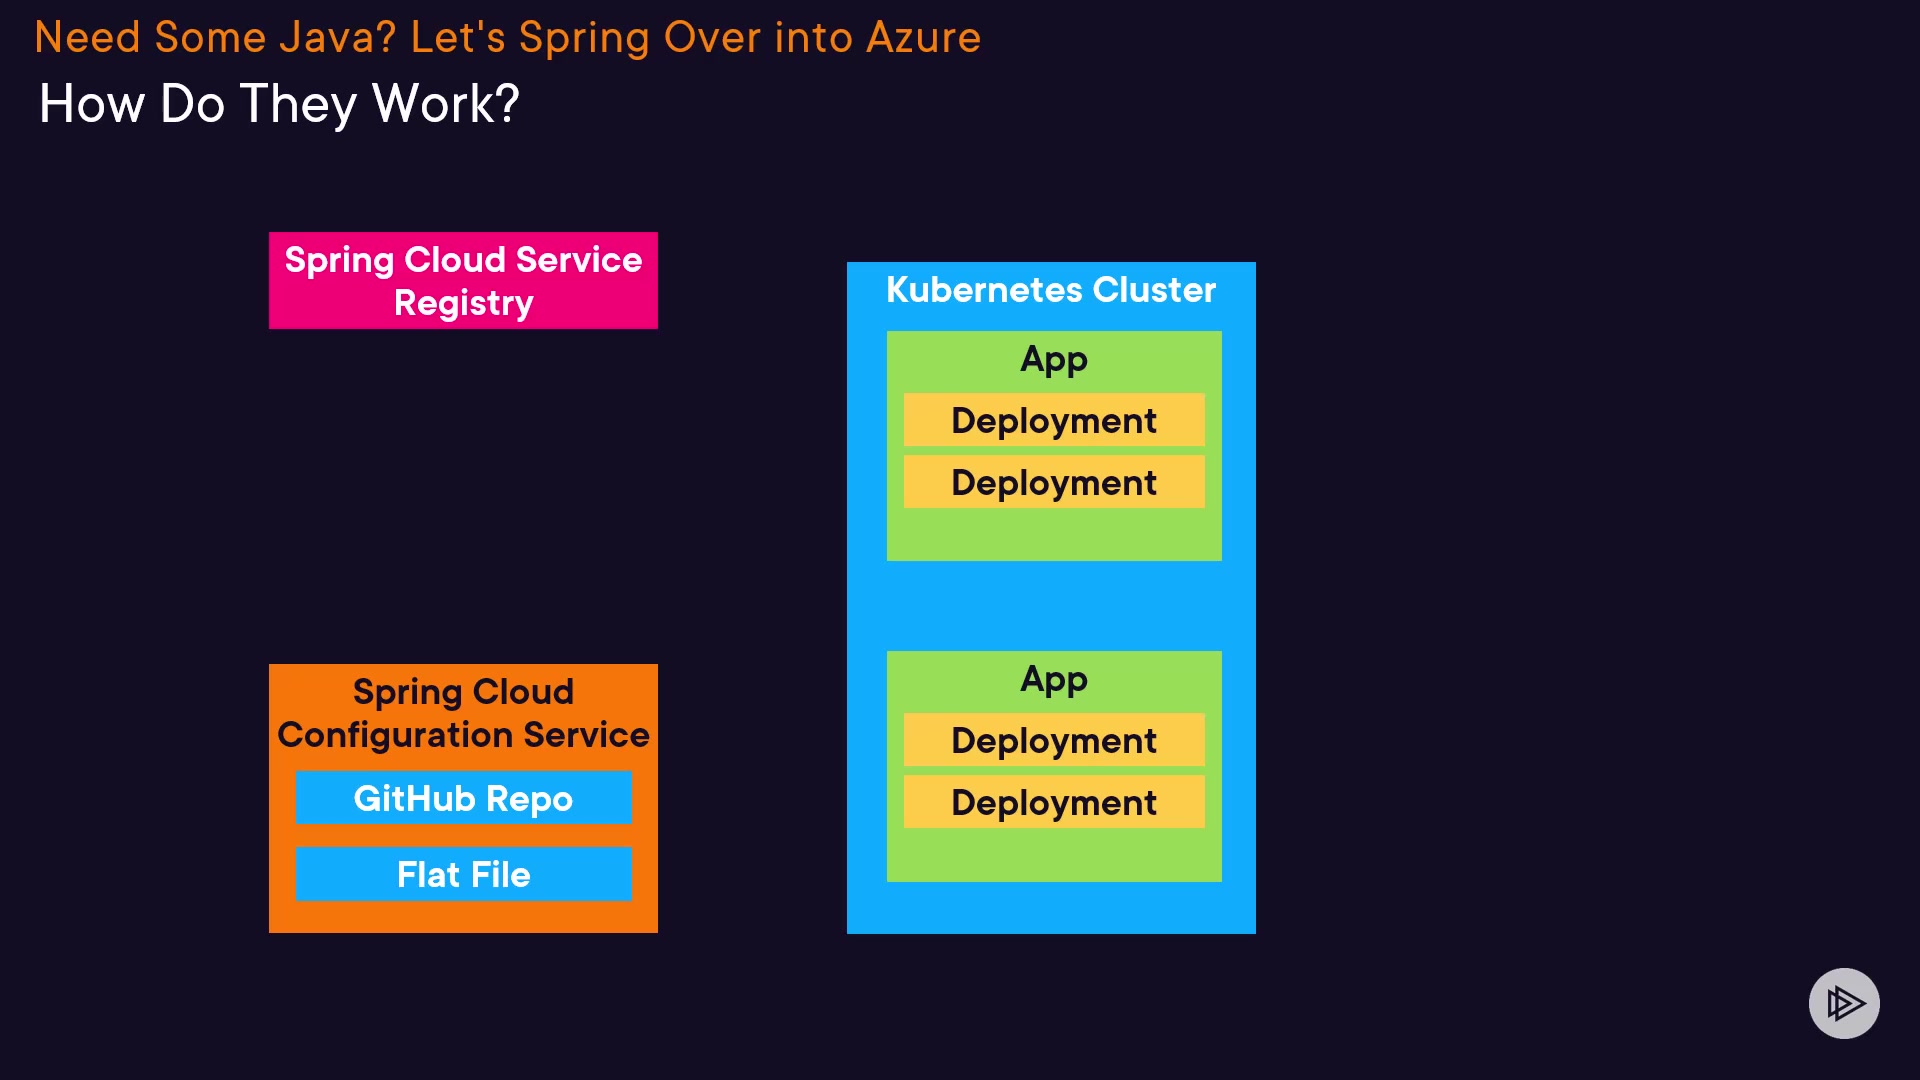 Need Some Java? Let's Spring Over into Azure
How Do They Work?
Spring Cloud Service
Registry
Spring Cloud
Configuration Service
GitHub Repo
Flat File
Kubernetes Cluster
App
Deployment
Deployment
App
Deployment
Deployment